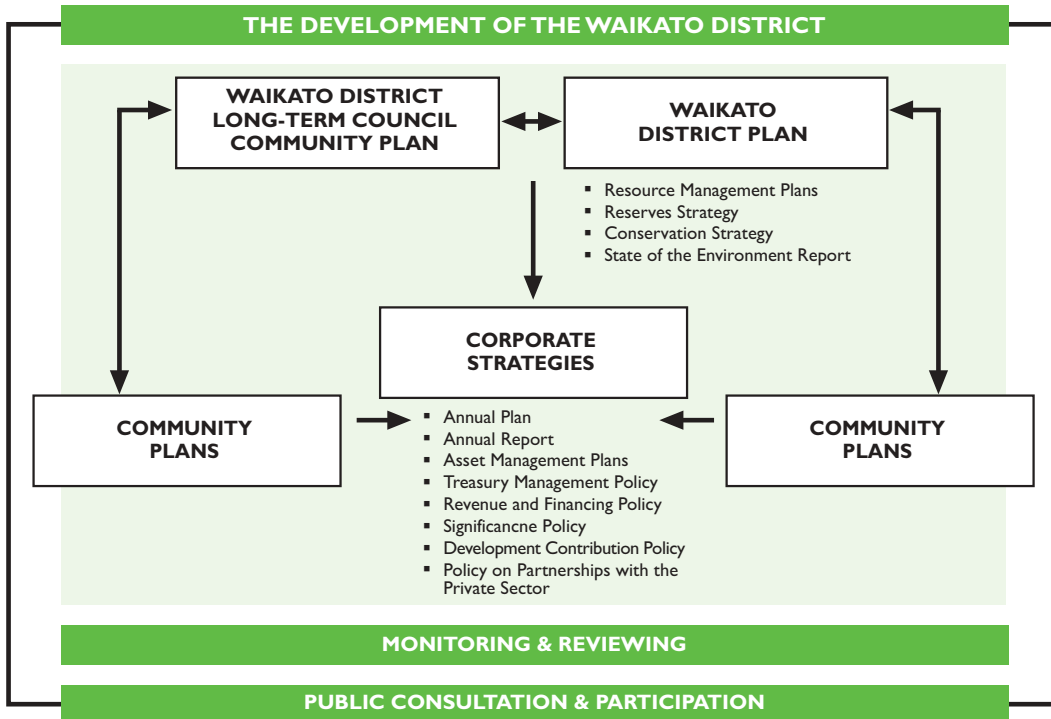 THE DEVELOPMENT OF THE WAIKATO DISTRICT
WAIKATO DISTRICT
LONG-TERM COUNCIL
COMMUNITY PLAN
WAIKATO
DISTRICT PLAN
▪ Resource Management Plans
▪ Reserves Strategy
▪ Conservation Strategy
▪ State of the Environment Report
CORPORATE
STRATEGIES
COMMUNITY
PLANS
▪ Annual Plan
▪ Annual Report
▪ Asset Management Plans
▪ Treasury Management Policy
▪ Revenue and Financing Policy
▪ Significancne Policy
▪ Development Contribution Policy
▪ Policy on Partnerships with the
Private Sector
COMMUNITY
PLANS
MONITORING & REVIEWING
PUBLIC CONSULTATION & PARTICIPATION